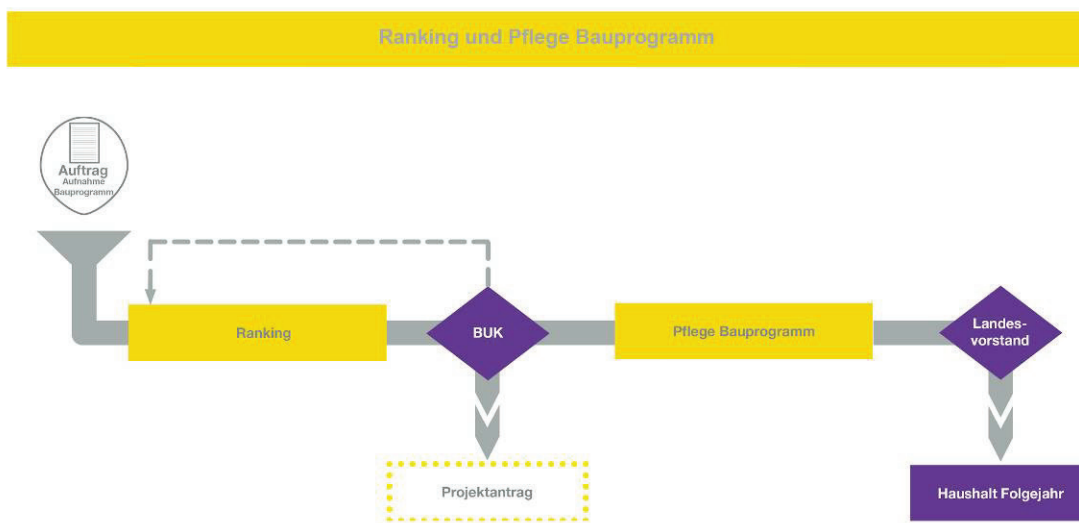 Ranking und Pflege Bauprogramm
Auftrag
Aufnahme
Bauprogramm
Ranking
BUK
Pflege Bauprogramm
Landes-
vorstand
Projektantrag
Haushalt Folgejahr